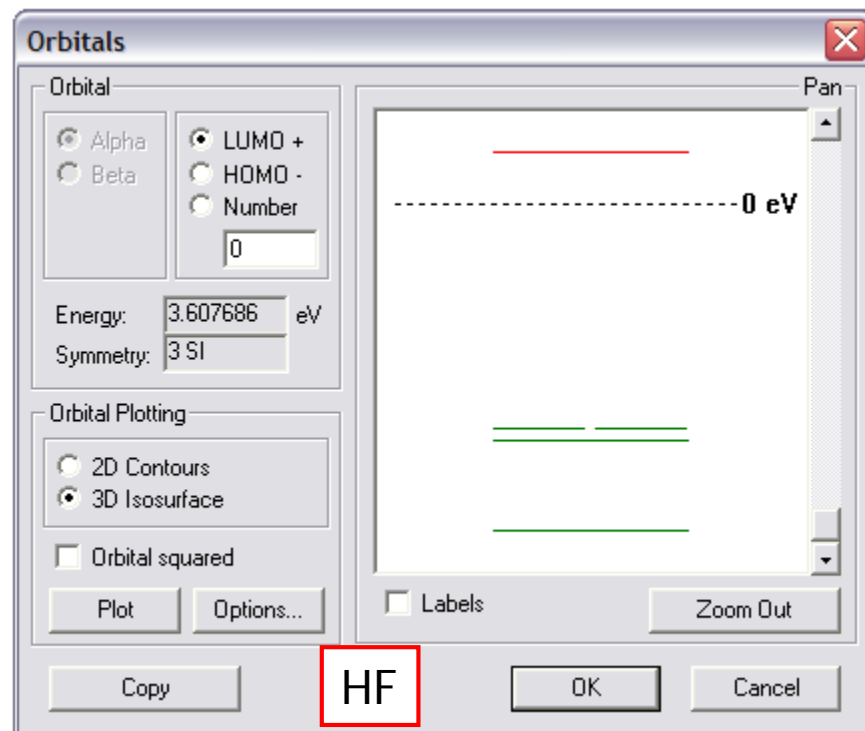 Orbitals
Orbital
Alpha
Beta
LUMO +
HOMO -
Number
0
Energy: 3.607686 eV
Symmetry: 3 SI
Orbital Plotting
2D Contours
3D Isosurface
Orbital squared
Plot
Options...
Pan
0 eV
Labels
Zoom Out
Copy
HF
OK
Cancel